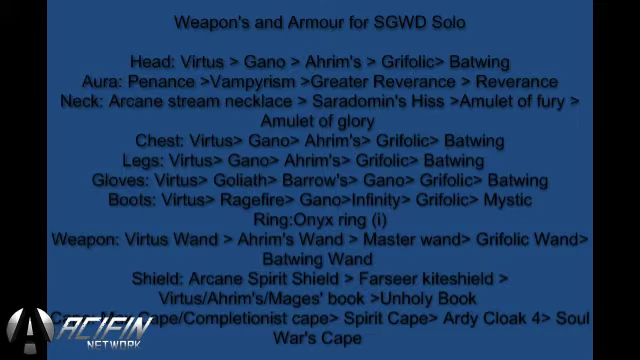 Weapon's and Armour for SGWD Solo
Head: Virtus > Gano > Ahrim's > Grifolic> Batwing
Aura: Penance >Vampyrism >Greater Reverance > Reverance
Neck: Arcane stream necklace > Saradomin's Hiss >Amulet of fury >
Amulet of glory
Chest: Virtus> Gano> Ahrim's> Grifolic> Batwing
Legs: Virtus> Gano> Ahrim's> Grifolic> Batwing
Gloves: Virtus> Goliath> Barrow's> Gano> Grifolic> Batwing
Boots: Virtus> Ragefire> Gano>Infinity> Grifolic> Mystic
Ring:Onyx ring (i)
Weapon: Virtus Wand > Ahrim's Wand > Master wand> Grifolic Wand>
Batwing Wand
Shield: Arcane Spirit Shield > Farseer kiteshield >
Virtus/Ahrim's/Mages' book >Unholy Book
Cape: Max Cape/Completionist cape> Spirit Cape> Ardy Cloak 4> Soul
War's Cape
ACIFIN
NETWORK